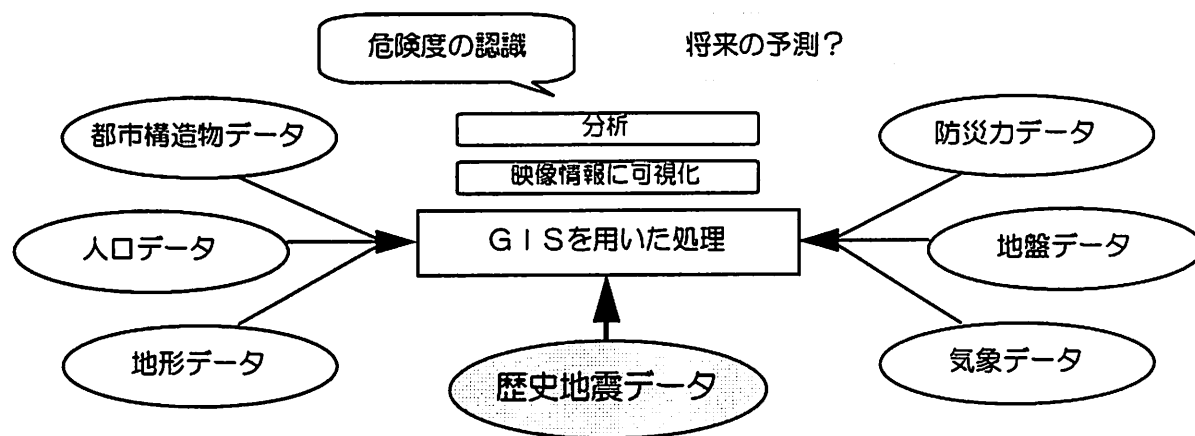 危険度の認識
将来の予測？
都市構造物データ
分析
防災力データ
映像情報に可視化
人口データ
ＧＩＳを用いた処理
地盤データ
地形データ
歴史地震データ
気象データ